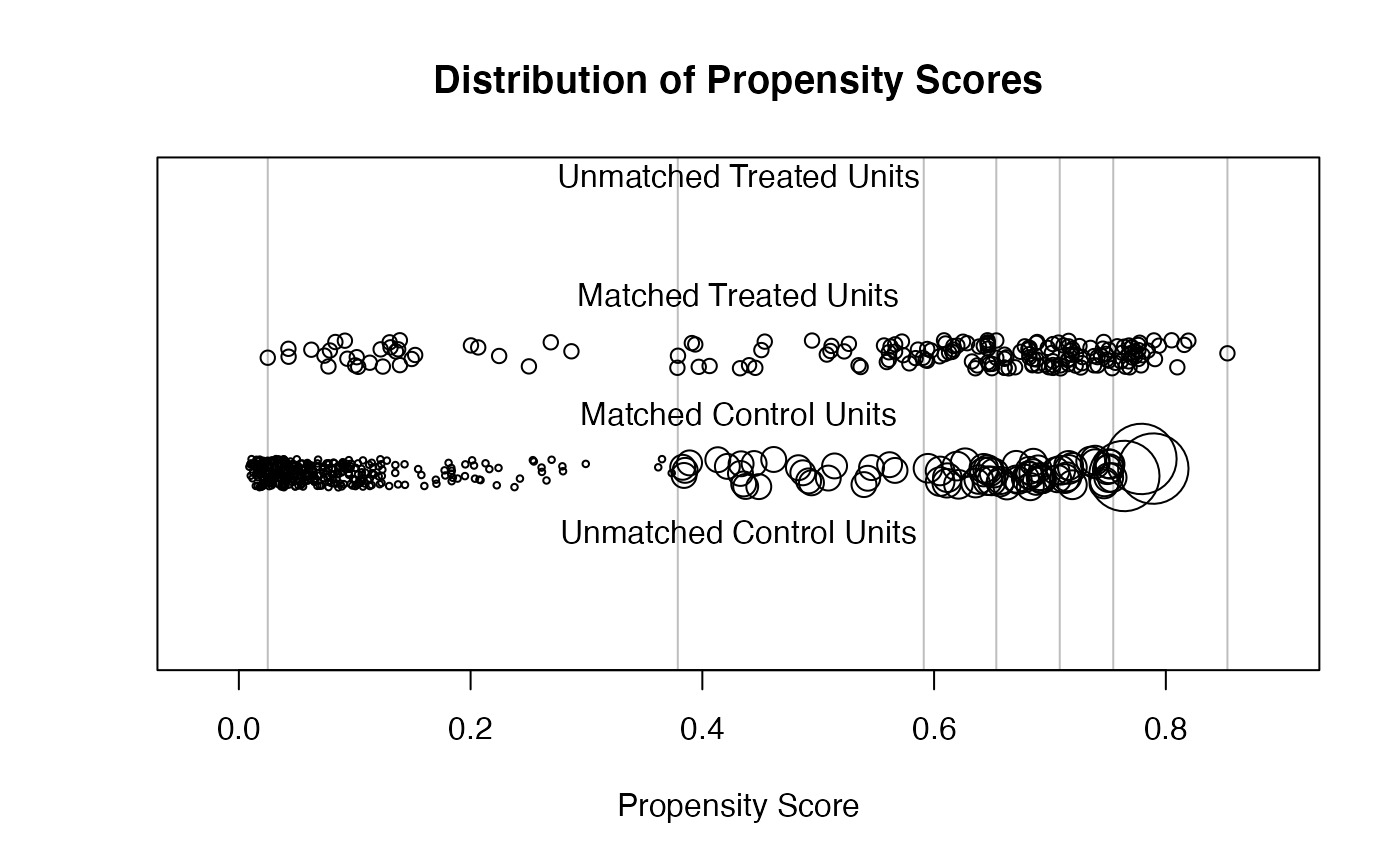 Distribution of Propensity Scores
Unmatched Treated Units
Matched Treated Units
Matched Control Units
Unmatched Control Units
0.0 0.2 0.4 0.6 0.8
Propensity Score